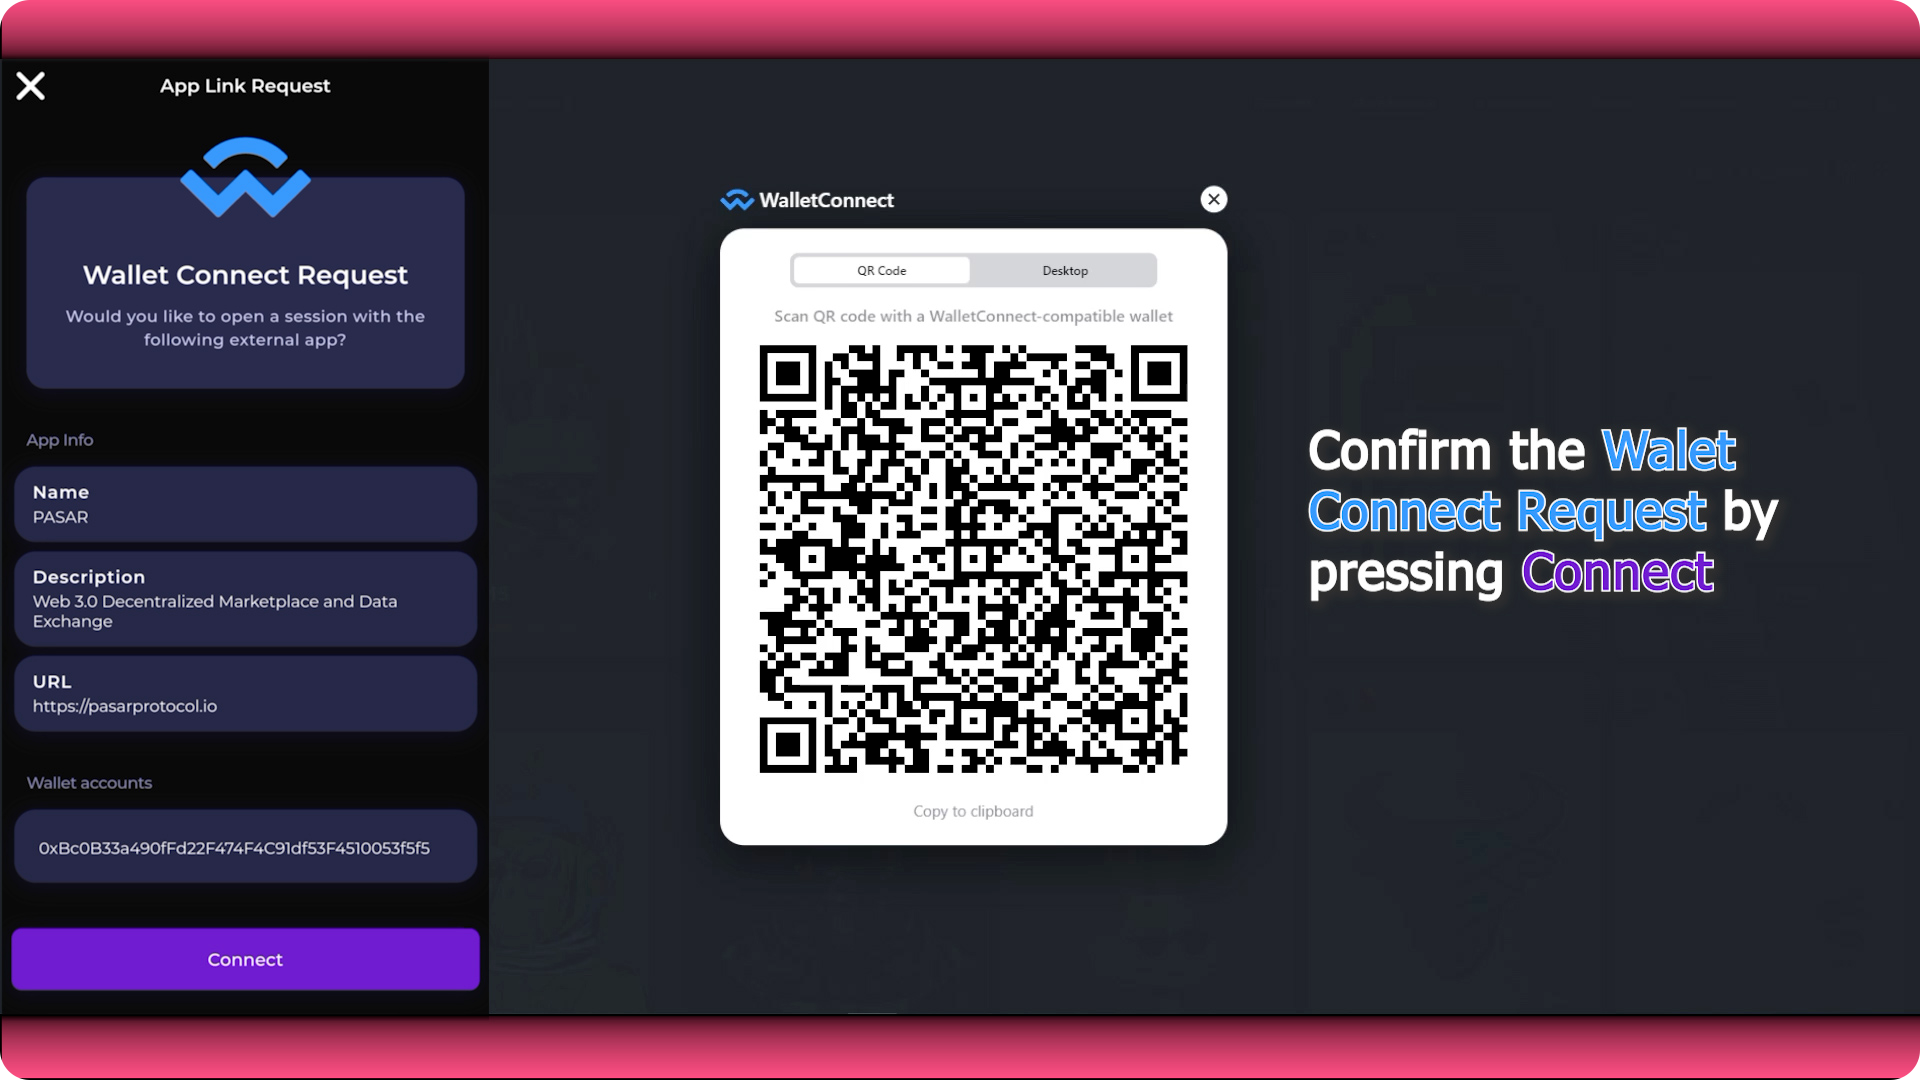 App Link Request
Wallet Connect Request
Would you like to open a session with the
following external app?
App Info
Name
PASAR
Description
Web 3.0 Decentralized Marketplace and Data
Exchange
URL
https://pasarprotocol.io
Wallet accounts
0xBc0B33a490fFd22F474F4C91df53F4510053f5f5
Connect
WalletConnect
QR Code
Desktop
Scan QR code with a WalletConnect-compatible wallet
Copy to clipboard
Confirm the Walet
Connect Request by
pressing Connect